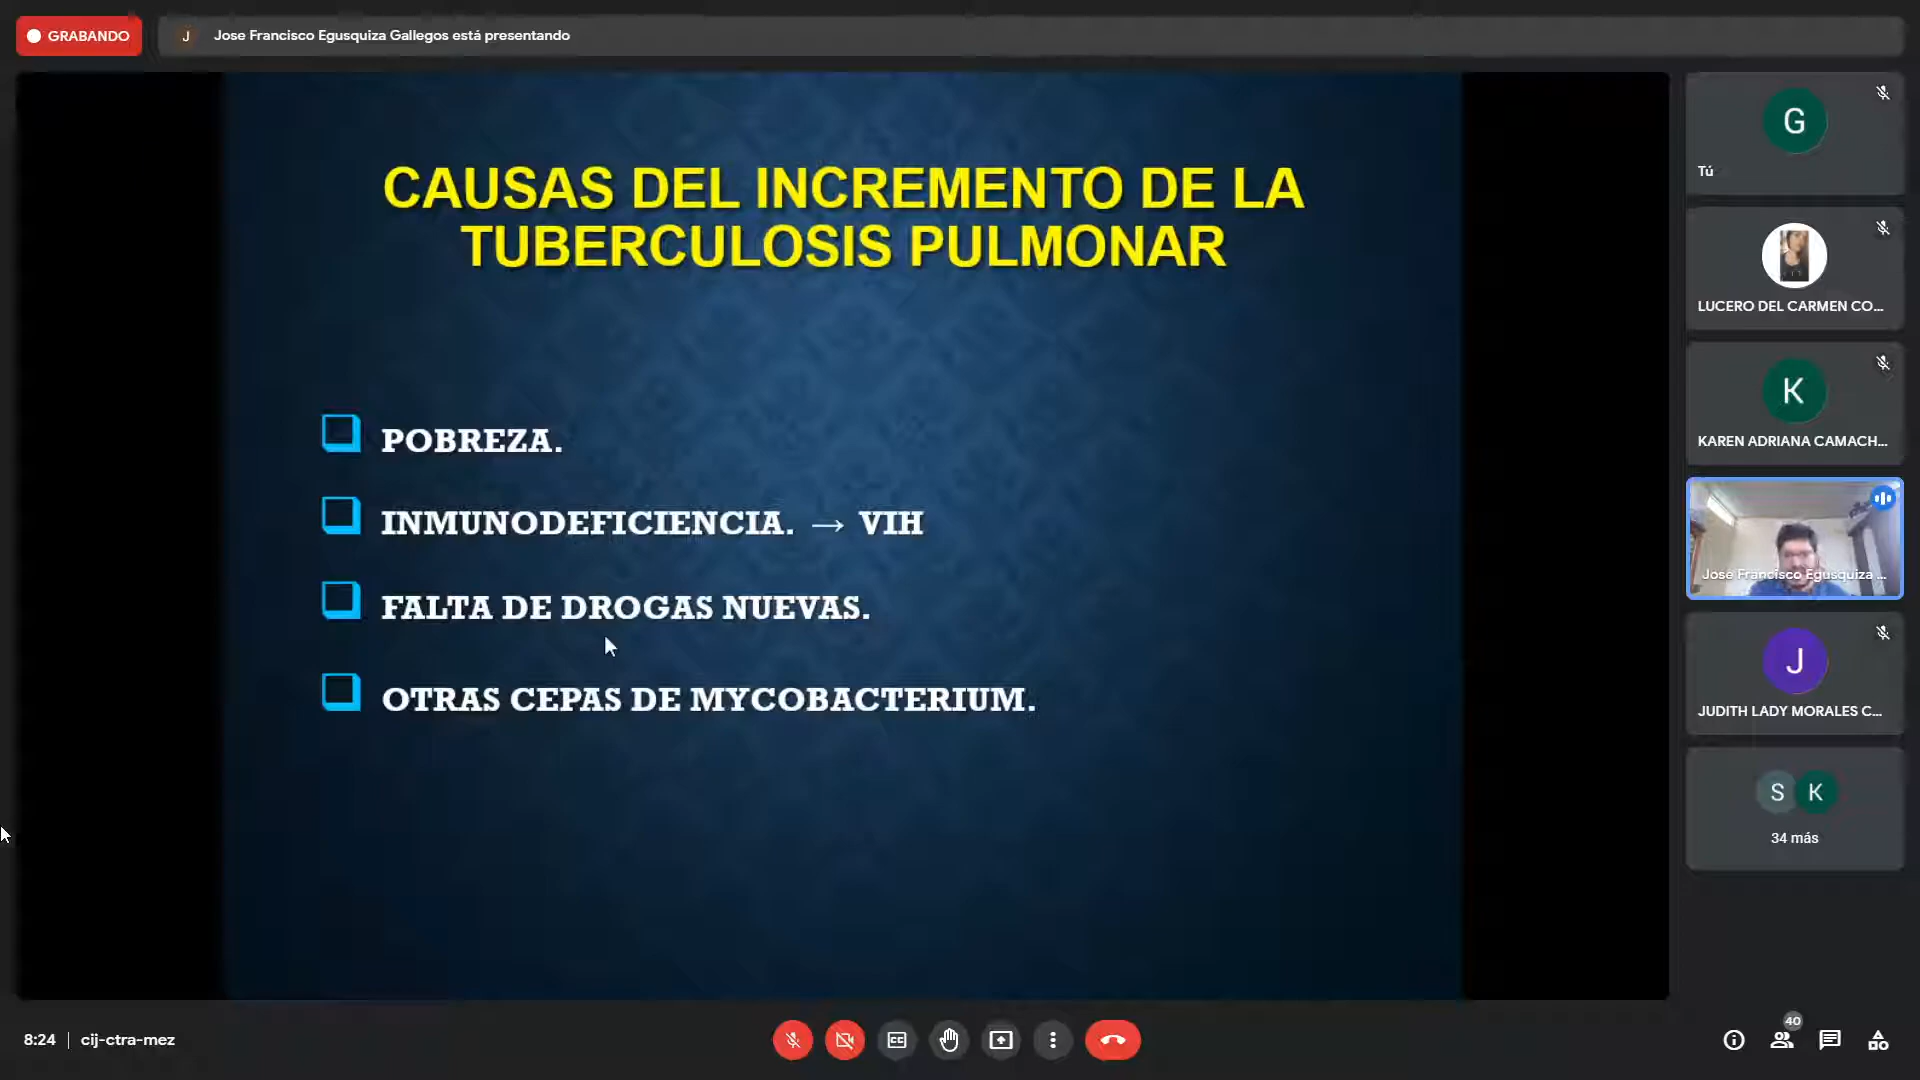 GRABANDO
J
Jose Francisco Egusquiza Gallegos está presentando
CAUSAS DEL INCREMENTO DE LA
TUBERCULOSIS PULMONAR
POBREZA.
INMUNODEFICIENCIA. → VIH
FALTA DE DROGAS NUEVAS.
OTRAS CEPAS DE MYCOBACTERIUM.
G
Tú
LUCERO DEL CARMEN CO...
K
KAREN ADRIANA CAMACH...
José Francisco Egusquiza ...
J
JUDITH LADY MORALES C...
S K
34 más
8:24 | cij-ctra-mez
CC
40